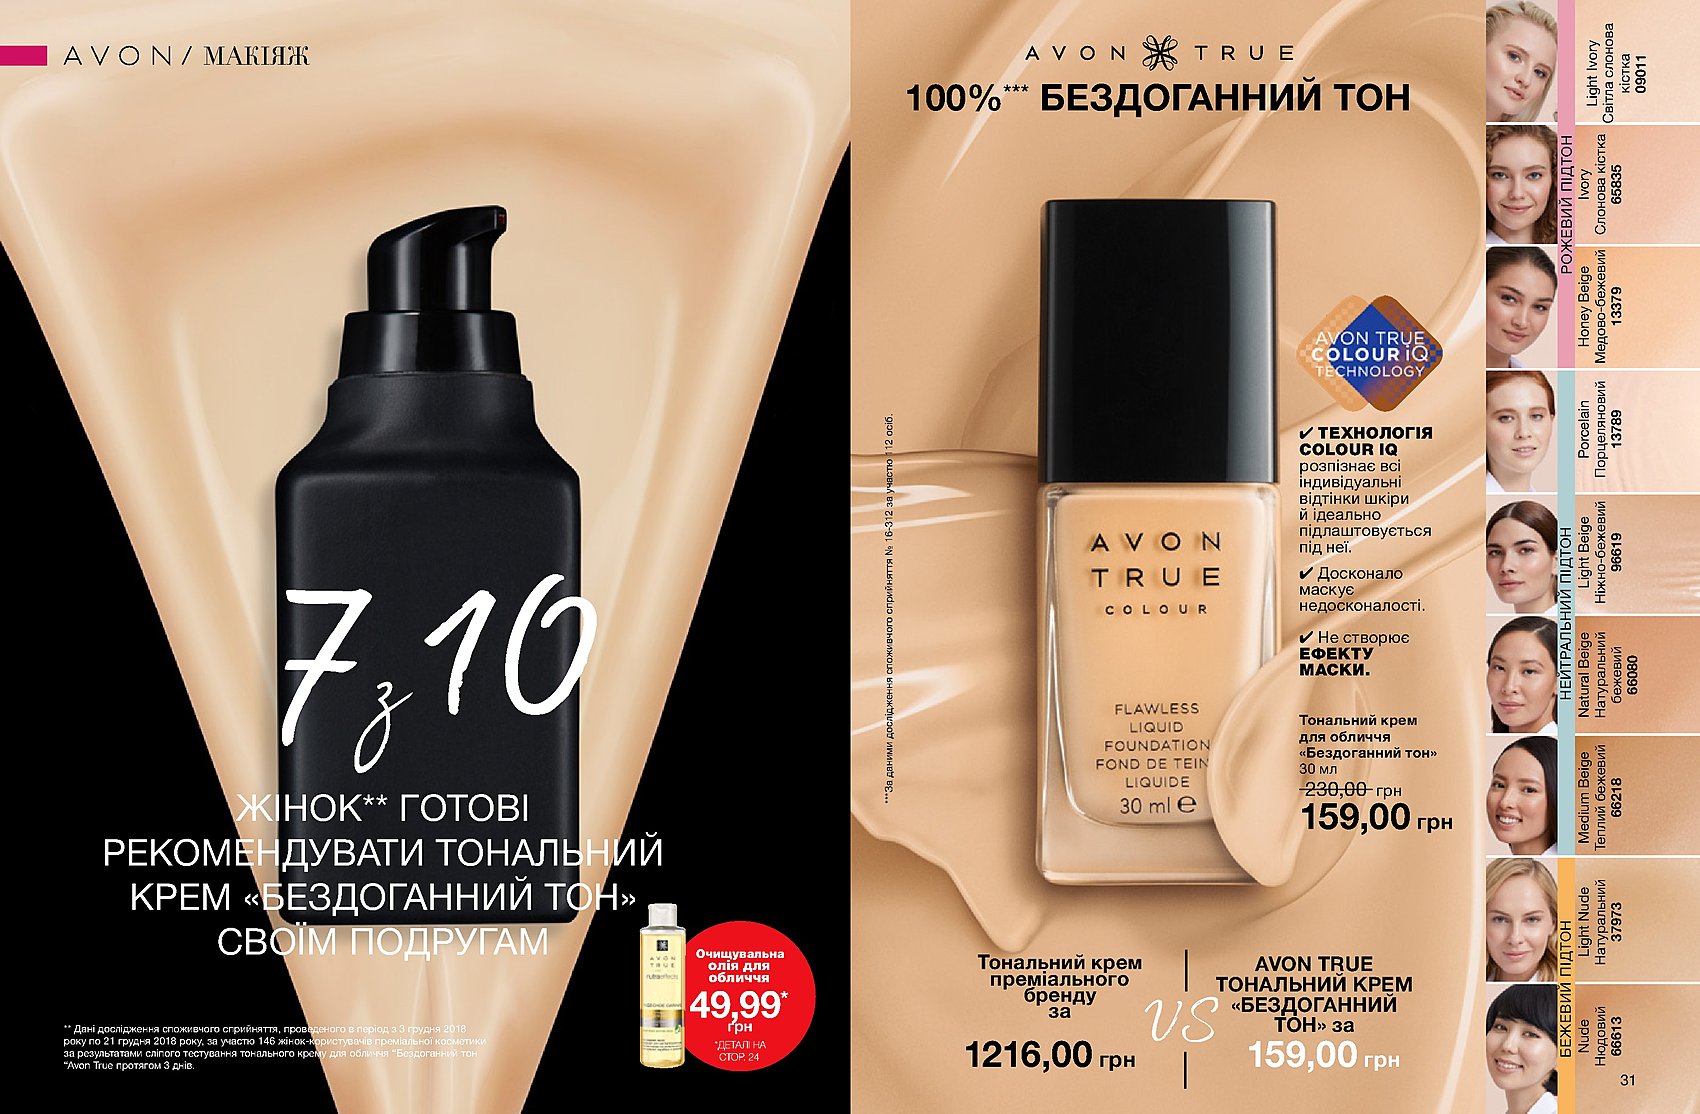 AVON/ МАКІЯЖ
7 з 10
ЖІНОК** ГОТОВІ
РЕКОМЕНДУВАТИ ТОНАЛЬНИЙ
КРЕМ «БЕЗДОГАННИЙ ТОН»
СВОЇМ ПОДРУГАМ
** Дані дослідження споживчого сприйняття, проведеного в період з 3 грудня 2018
року по 21 грудня 2018 року, за участю 146 жінок-користувачів преміальної косметики
за результатами сліпого тестування тонального крему для обличчя "Бездоганний тон
"Avon True протягом 3 днів.
AVON
TRUE
nutraeffects
Очищувальна
олія для
обличчя
49,99*
грн
*ДЕТАЛІ НА
СТОР. 24
AVON TRUE
100%*** БЕЗДОГАННИЙ ТОН
***За даними дослідження споживчого сприйняття № 16-312 за участю 112 осіб.
AVON
TRUE
COLOUR
FLAWLESS
LIQUID
FOUNDATION
FOND DE TEIN
LIQUIDE
30 ml e
AVON TRUE
COLOUR iQ
TECHNOLOGY
✔ ТЕХНОЛОГІЯ
COLOUR IQ
розпізнає всі
індивідуальні
відтінки шкіри
й ідеально
підлаштовується
під неї.
✔ Досконало
маскує
недосконалості.
✔ Не створює
ЕФЕКТУ
МАСКИ.
Тональний крем
для обличчя
«Бездоганний тон»
30 мл
230,00 грн
159,00 грн
Тональний крем
преміального
бренду
за
1216,00 грн
VS
AVON TRUE
ТОНАЛЬНИЙ КРЕМ
«БЕЗДОГАННИЙ
ТОН» за
159,00 грн
РОЖЕВИЙ ПІДТОН
Light Ivory
Світла слонова
кістка
09011
Ivory
Слонова кістка
65835
Honey Beige
Медово-бежевий
13379
НЕЙТРАЛЬНИЙ ПІДТОН
Porcelain
Порцеляновий
13789
Light Beige
Ніжно-бежевий
96619
Natural Beige
Натуральний
бежевий
66080
Medium Beige
Теплий бежевий
66218
БЕЖЕВИЙ ПІДТОН
Light Nude
Натуральний
37973
Nude
Нюдовий
66613
31